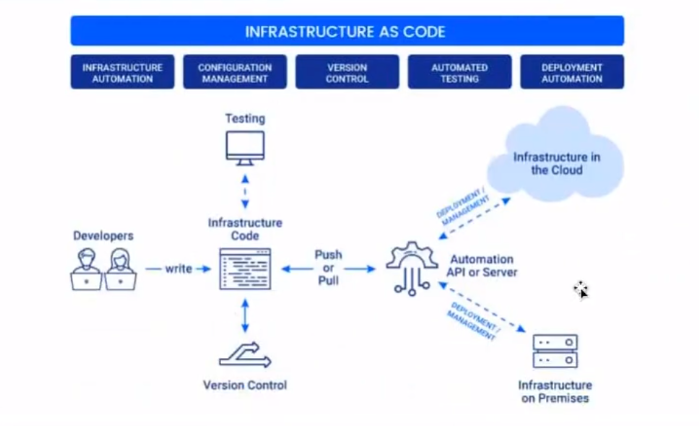 INFRASTRUCTURE AS CODE
INFRASTRUCTURE
AUTOMATION
CONFIGURATION
MANAGEMENT
VERSION
CONTROL
AUTOMATED
TESTING
DEPLOYMENT
AUTOMATION
Testing
Infrastructure in
the Cloud
DEPLOYMENT /
MANAGEMENT
Infrastructure
Code
Developers
write
Push
or
Pull
Automation
API or Server
DEPLOYMENT /
MANAGEMENT
Version Control
Infrastructure
on Premises